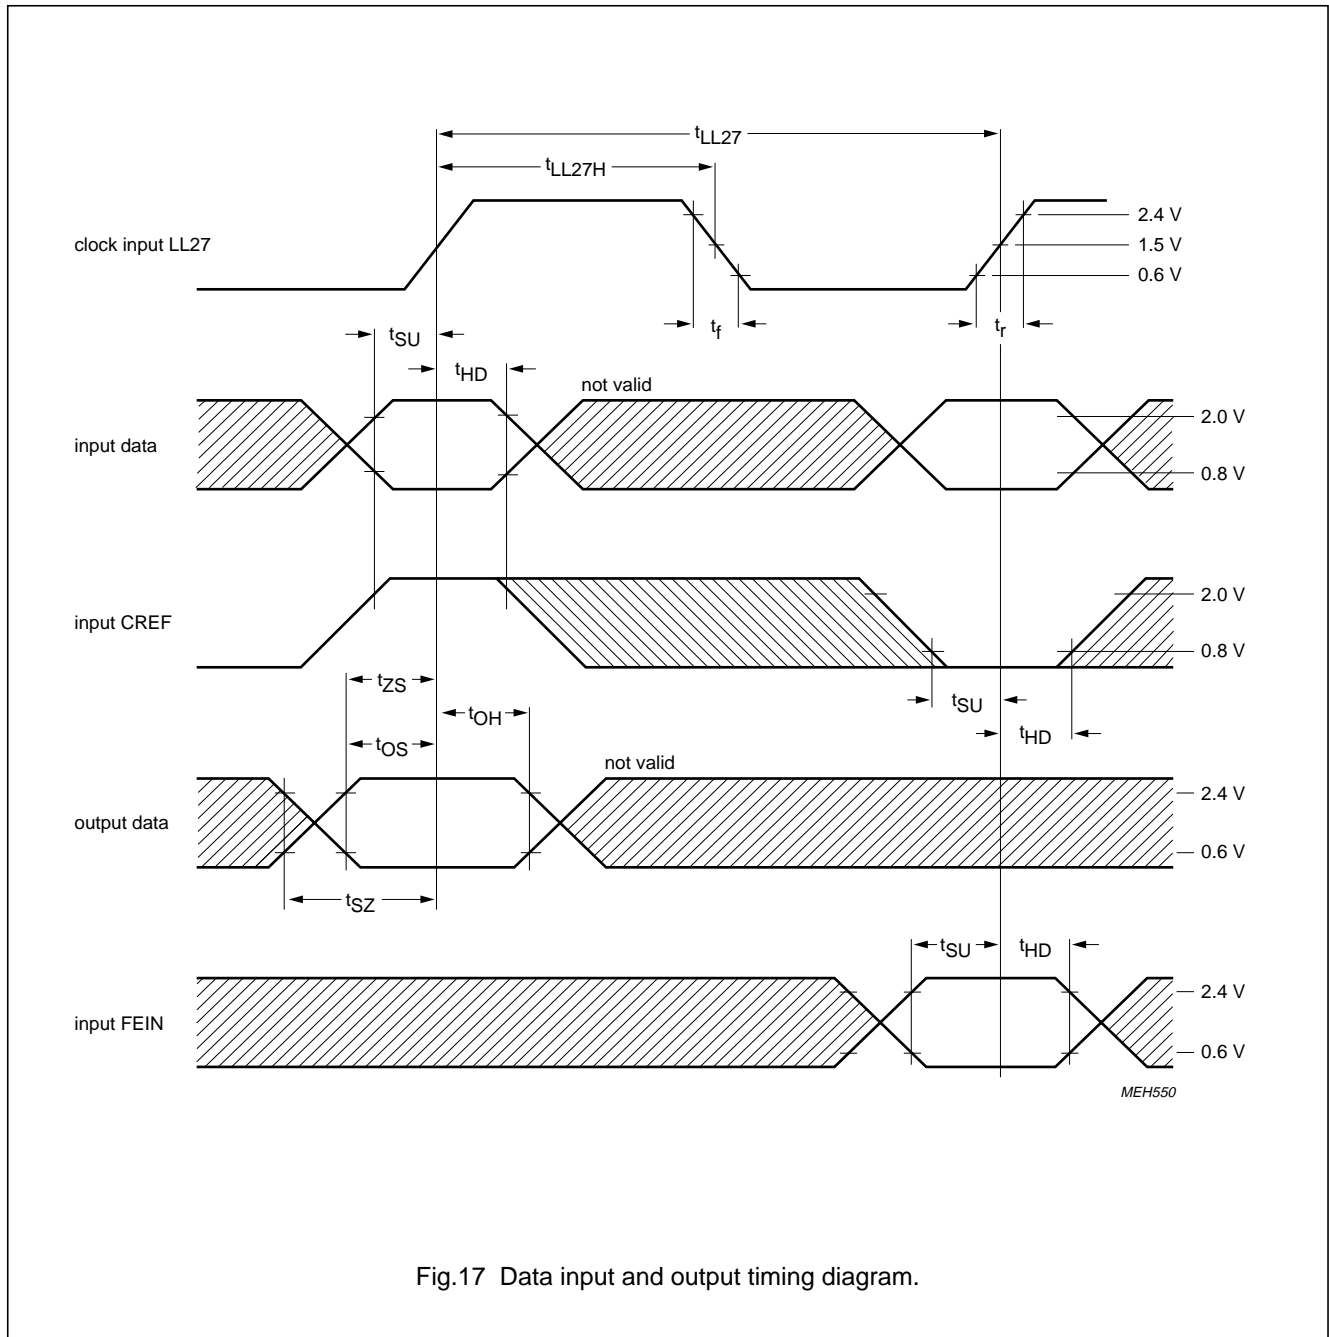 tLL27
tLL27H
clock input LL27
2.4 V
1.5 V
0.6 V
tSU
tf
tr
tHD
not valid
input data
2.0 V
0.8 V
input CREF
2.0 V
0.8 V
tZS
tSU
tOH
tHD
tOS
not valid
output data
2.4 V
0.6 V
tSZ
tSU
tHD
input FEIN
2.4 V
0.6 V
MEH550
Fig.17 Data input and output timing diagram.